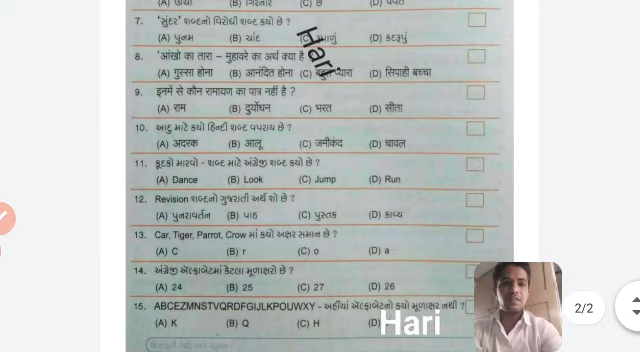 (A) ઊંચો (B) ગિરનાર (C) છ (D) પર્વત
7. ‘સુંદર’ શબ્દનો વિરોધી શબ્દ કયો છે ?
(A) પુનમ (B) ચાંદ (C) (D) કદરૂપું
8. ‘आंखो का तारा – मुहावरे का अर्थ क्या है
(A) गुस्सा होना (B) आनंदित होना (C) बहुत प्यारा (D) सिपाही बच्चा
9. इनमें से कौन रामायण का पात्र नहीं है ?
(A) राम (B) दुर्योधन (C) भरत (D) सीता
10. આદુ માટે કયો હિન્દી શબ્દ વપરાય છે ?
(A) अदरक (B) आलू (C) जमीकंद (D) चावल
11. કૂદકો મારવો - શબ્દ માટે અંગ્રેજી શબ્દ કયો છે ?
(A) Dance (B) Look (C) Jump (D) Run
12. Revision શબ્દનો ગુજરાતી અર્થ શો છે ?
(A) પુનરાવર્તન (B) પાઠ (C) પુસ્તક (D) કાવ્ય
13. Car, Tiger, Parrot, Crow માં કયો અક્ષર સમાન છે ?
(A) C (B) r (C) o (D) a
14. અંગ્રેજી આલ્ફાબેટમાં કેટલા મૂળાક્ષરો છે ?
(A) 24 (B) 25 (C) 27 (D) 26
15. ABCEZMNSTVQRDFGIJLKPOUWXY - અહીંયાં આલ્ફાબેટનો કયો મૂળાક્ષર નથી ?
(A) K (B) Q (C) H (D)
Hari
Hari
2/2